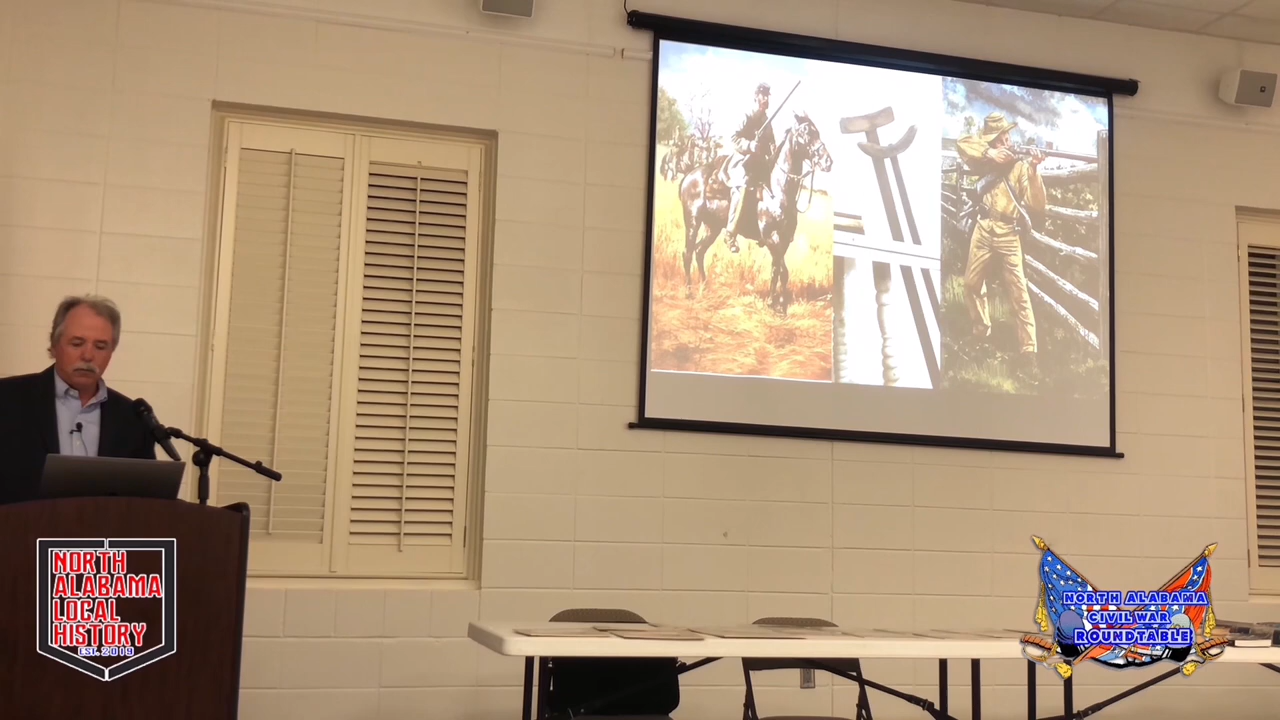 NORTH
ALABAMA
LOCAL
HISTORY
EST. 2019
NORTH ALABAMA
CIVIL WAR
ROUNDTABLE